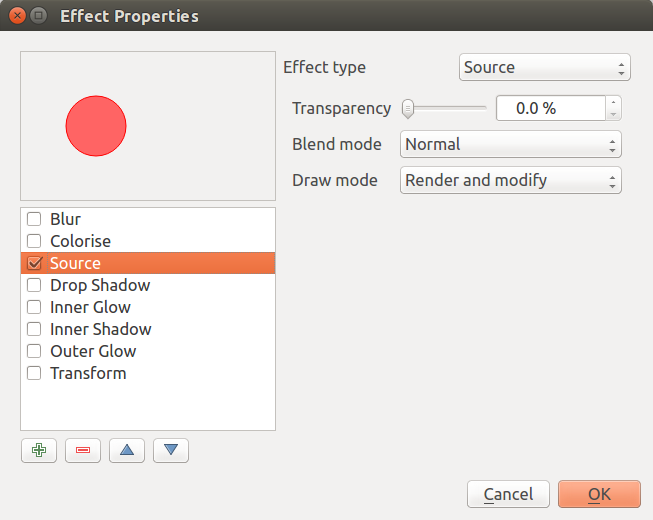 Effect Properties
Effect type Source
Transparency 0.0 %
Blend mode Normal
Draw mode Render and modify
Blur
Colorise
Source
Drop Shadow
Inner Glow
Inner Shadow
Outer Glow
Transform
Cancel OK